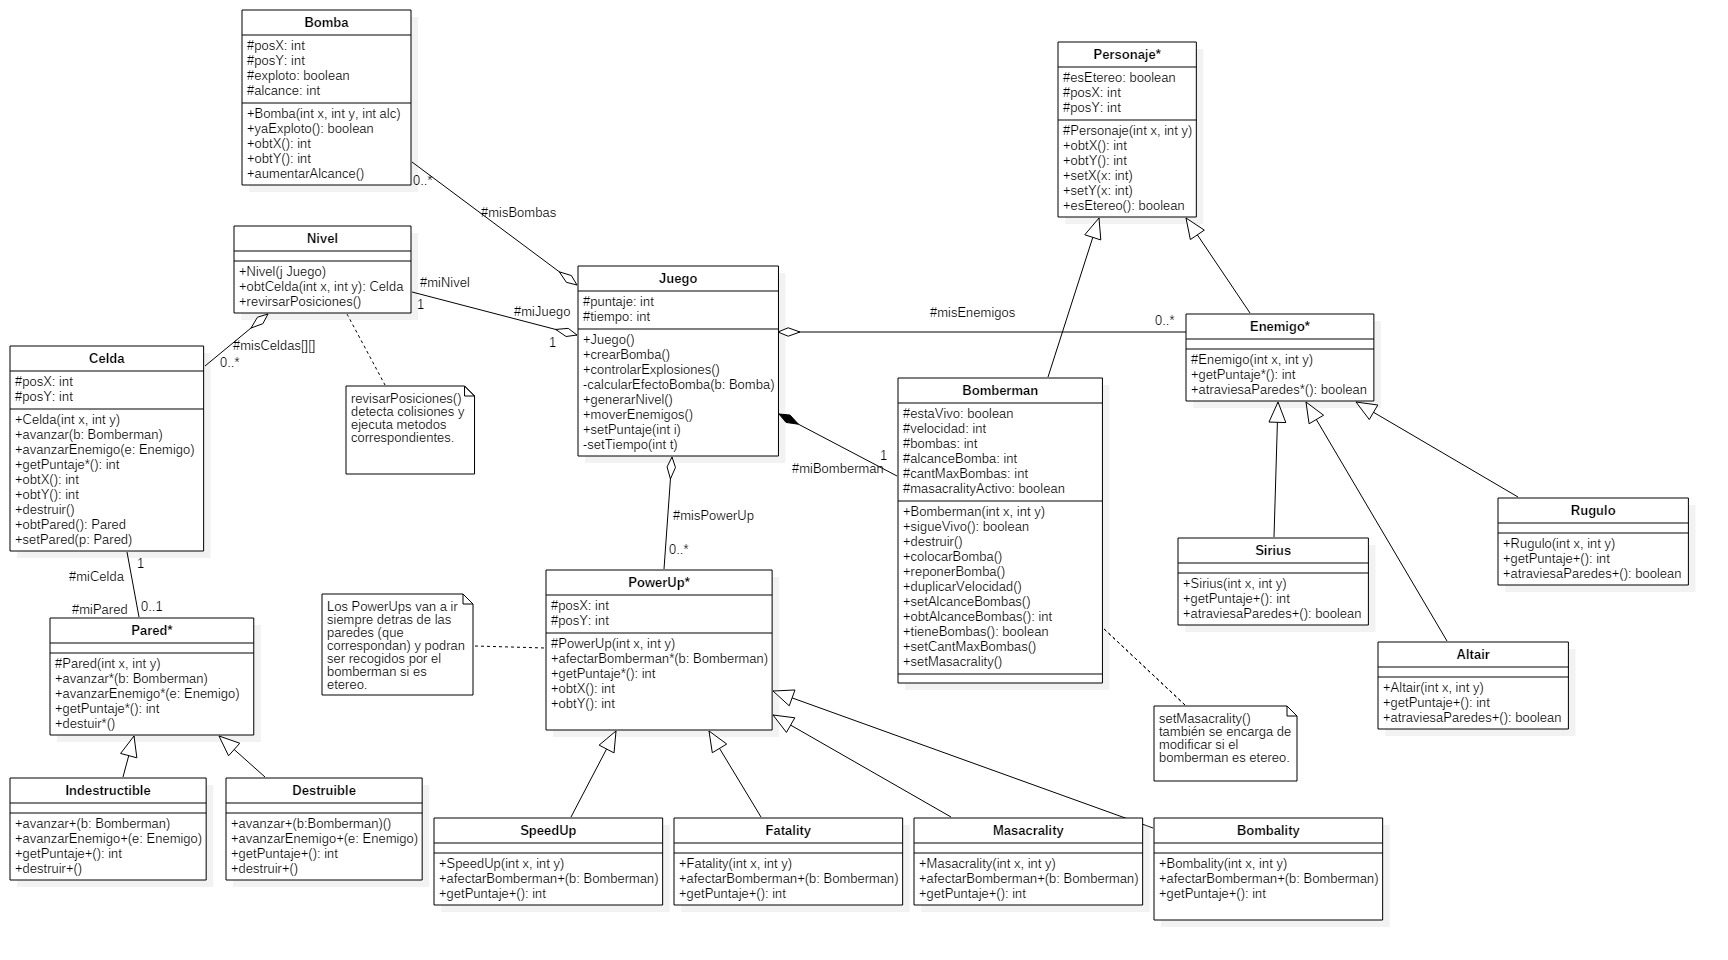 Bomba
#posX: int
#posY: int
#exploto: boolean
#alcance: int
+Bomba(int x, int y, int alc)
+yaExploto(): boolean
+obtX(): int
+obtY(): int
+aumentarAlcance()
0..*
#misBombas
Personaje*
#esEtereo: boolean
#posX: int
#posY: int
#Personaje(int x, int y)
+obtX(): int
+obtY(): int
+setX(x: int)
+setY(x: int)
+esEtereo(): boolean
Nivel
+Nivel(j Juego)
+obtCelda(int x, int y): Celda
+revirsarPosiciones()
#miNivel
1
#miJuego
1
Juego
#puntaje: int
#tiempo: int
+Juego()
+crearBomba()
+controlarExplosiones()
-calcularEfectoBomba(b: Bomba)
+generarNivel()
+moverEnemigos()
+setPuntaje(int i)
-setTiempo(int t)
#misEnemigos
0..*
Enemigo*
#Enemigo(int x, int y)
+getPuntaje*(): int
+atraviesaParedes*(): boolean
#misCeldas[][]
0..*
Celda
#posX: int
#posY: int
+Celda(int x, int y)
+avanzar(b: Bomberman)
+avanzarEnemigo(e: Enemigo)
+getPuntaje*(): int
+obtX(): int
+obtY(): int
+destruir()
+obtPared(): Pared
+setPared(p: Pared)
revisarPosiciones()
detecta colisiones y
ejecuta metodos
correspondientes.
#miBomberman
1
Bomberman
#estaVivo: boolean
#velocidad: int
#bombas: int
#alcanceBomba: int
#cantMaxBombas: int
#masacralityActivo: boolean
+Bomberman(int x, int y)
+sigueVivo(): boolean
+destruir()
+colocarBomba()
+reponerBomba()
+duplicarVelocidad()
+setAlcanceBombas()
+obtAlcanceBombas(): int
+tieneBombas(): boolean
+setCantMaxBombas()
+setMasacrality()
#misPowerUp
0..*
Rugulo
+Rugulo(int x, int y)
+getPuntaje+(): int
+atraviesaParedes+(): boolean
Sirius
+Sirius(int x, int y)
+getPuntaje+(): int
+atraviesaParedes+(): boolean
Altair
+Altair(int x, int y)
+getPuntaje+(): int
+atraviesaParedes+(): boolean
1
#miCelda
#miPared
0..1
Pared*
#Pared(int x, int y)
+avanzar*(b: Bomberman)
+avanzarEnemigo*(e: Enemigo)
+getPuntaje*(): int
+destuir*()
Los PowerUps van a ir
siempre detras de las
paredes (que
correspondan) y podran
ser recogidos por el
bomberman si es
etereo.
PowerUp*
#posX: int
#posY: int
#PowerUp(int x, int y)
+afectarBomberman*(b: Bomberman)
+getPuntaje*(): int
+obtX(): int
+obtY(): int
setMasacrality()
también se encarga de
modificar si el
bomberman es etereo.
Indestructible
+avanzar+(b: Bomberman)
+avanzarEnemigo+(e: Enemigo)
+getPuntaje+(): int
+destruir+()
Destruible
+avanzar+(b:Bomberman)()
+avanzarEnemigo+(e: Enemigo)
+getPuntaje+(): int
+destruir+()
SpeedUp
+SpeedUp(int x, int y)
+afectarBomberman+(b: Bomberman)
+getPuntaje+(): int
Fatality
+Fatality(int x, int y)
+afectarBomberman+(b: Bomberman)
+getPuntaje+(): int
Masacrality
+Masacrality(int x, int y)
+afectarBomberman+(b: Bomberman)
+getPuntaje+(): int
Bombality
+Bombality(int x, int y)
+afectarBomberman+(b: Bomberman)
+getPuntaje+(): int